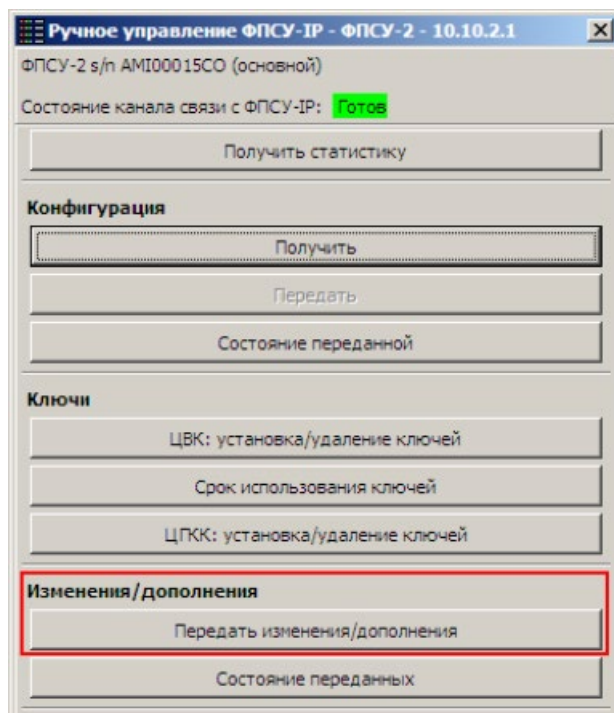 Ручное управление ФПСУ-IP - ФПСУ-2 - 10.10.2.1
ФПСУ-2 s/n AMI00015CO (основной)
Состояние канала связи с ФПСУ-IP: Готов
Получить статистику
Конфигурация
Получить
Передать
Состояние переданной
Ключи
ЦВК: установка/удаление ключей
Срок использования ключей
ЦГКК: установка/удаление ключей
Изменения/дополнения
Передать изменения/дополнения
Состояние переданных